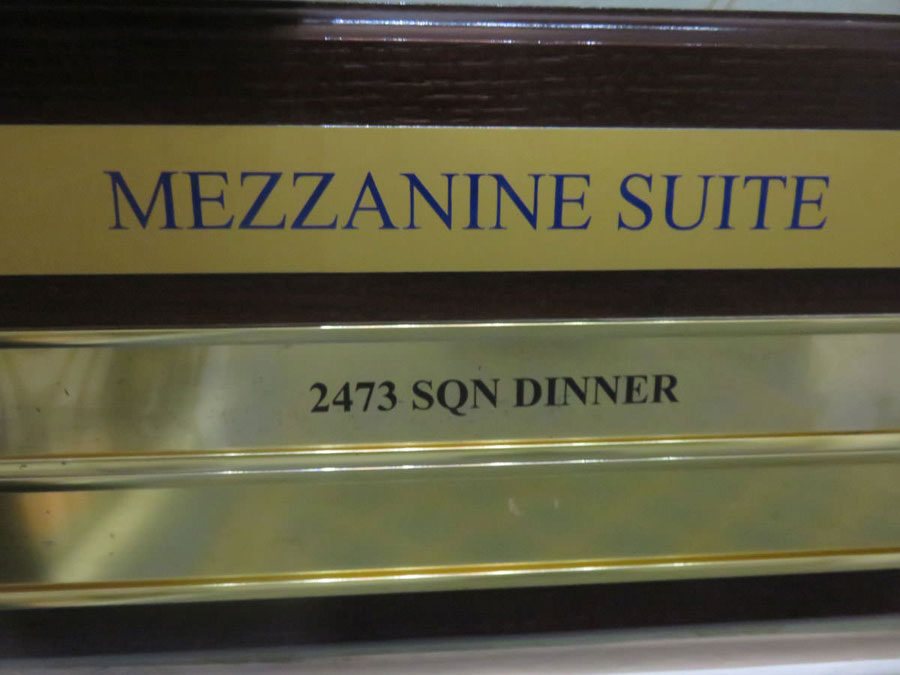 MEZZANINE SUITE
2473 SQN DINNER